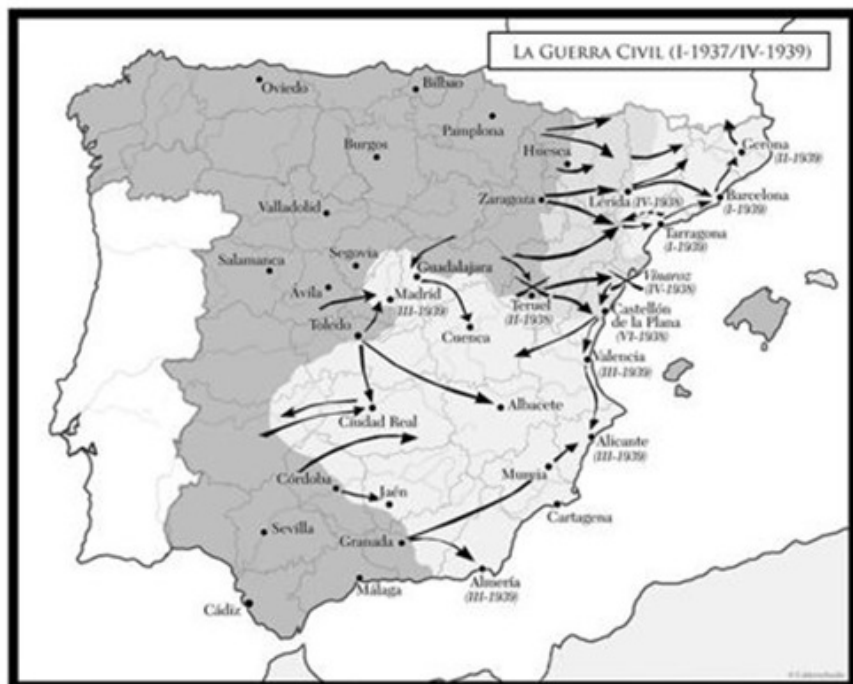 LA GUERRA CIVIL (I-1937/IV-1939)
Oviedo
Bilbao
Pamplona
Burgos
Huesca
Gerona
(II-1939)
Zaragoza
Lérida (IV-1938)
Barcelona
(I-1939)
Valladolid
Tarragona
(I-1939)
Segovia
Salamanca
Guadalajara
Vinaroz
(IV-1938)
Ávila
Madrid
(III-1939)
Teruel
(II-1938)
Castellón
de la Plana
(VI-1938)
Toledo
Cuenca
Valencia
(III-1939)
Albacete
Ciudad Real
Alicante
(III-1939)
Córdoba
Jaén
Cartagena
Sevilla
Granada
Málaga
Almería
(III-1939)
Cádiz